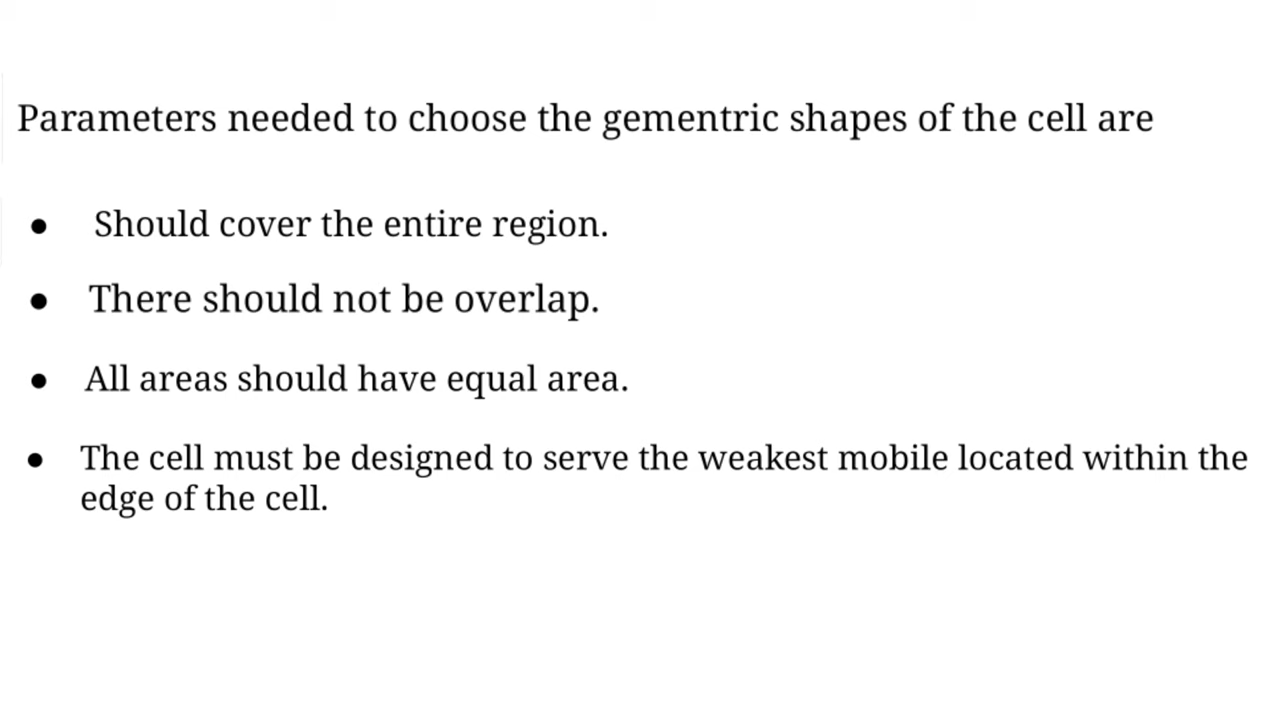 Parameters needed to choose the gementric shapes of the cell are
● Should cover the entire region.
● There should not be overlap.
● All areas should have equal area.
● The cell must be designed to serve the weakest mobile located within the
edge of the cell.